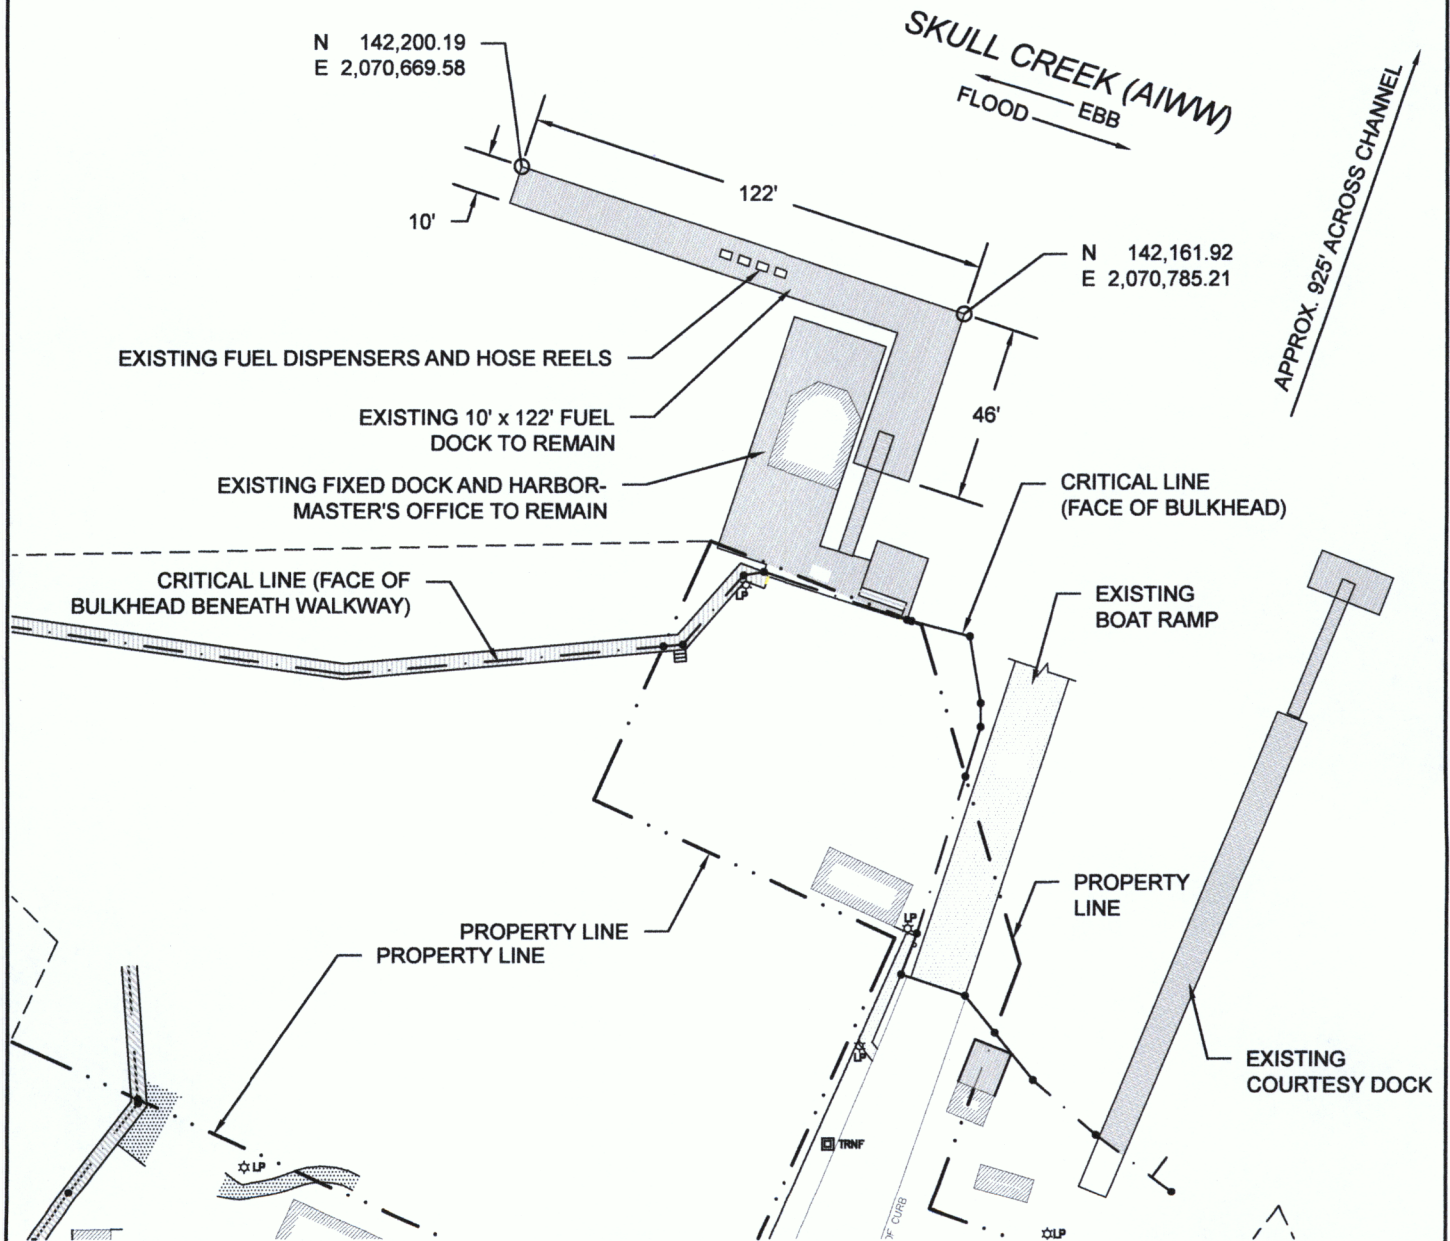 N 142,200.19
E 2,070,669.58
SKULL CREEK (AIWW)
EBB
FLOOD
APPROX. 925' ACROSS CHANNEL
122'
10'
N 142,161.92
E 2,070,785.21
EXISTING FUEL DISPENSERS AND HOSE REELS
EXISTING 10' x 122' FUEL
DOCK TO REMAIN
46'
EXISTING FIXED DOCK AND HARBOR-
MASTER'S OFFICE TO REMAIN
CRITICAL LINE
(FACE OF BULKHEAD)
CRITICAL LINE (FACE OF
BULKHEAD BENEATH WALKWAY)
LP
EXISTING
BOAT RAMP
PROPERTY
LINE
LP
PROPERTY LINE
PROPERTY LINE
LP
EXISTING
COURTESY DOCK
TRNF
LP
OF CURB
LP